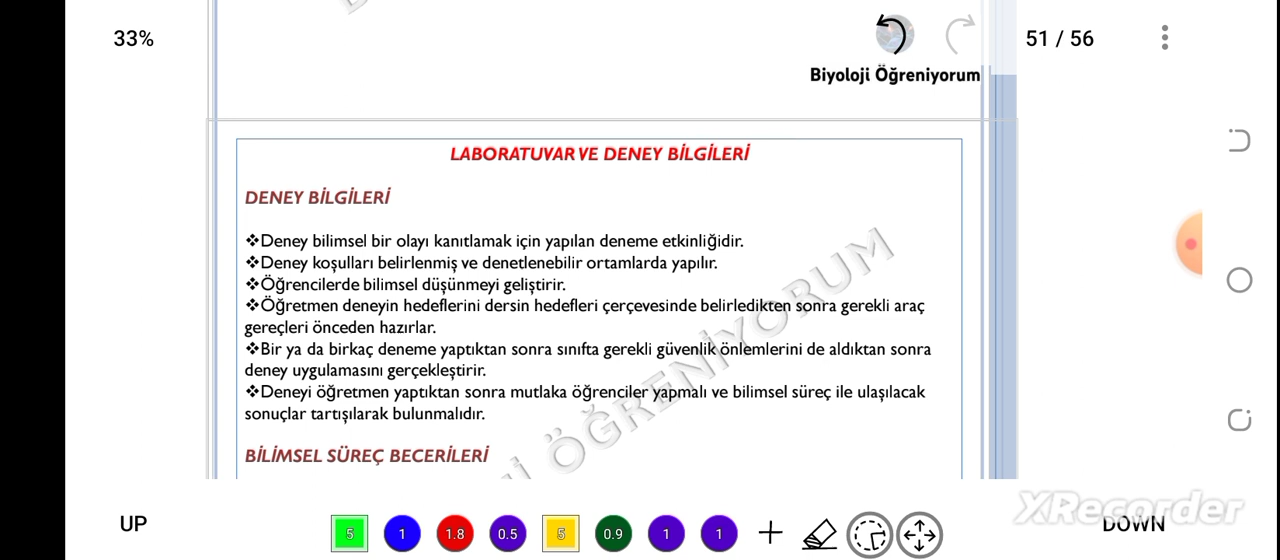 33%
51 / 56
Biyoloji Öğreniyorum
LABORATUVAR VE DENEY BİLGİLERİ
DENEY BİLGİLERİ
❖Deney bilimsel bir olayı kanıtlamak için yapılan deneme etkinliğidir.
❖Deney koşulları belirlenmiş ve denetlenebilir ortamlarda yapılır.
❖Öğrencilerde bilimsel düşünmeyi geliştirir.
❖Öğretmen deneyin hedeflerini dersin hedefleri çerçevesinde belirledikten sonra gerekli araç
gereçleri önceden hazırlar.
❖Bir ya da birkaç deneme yaptıktan sonra sınıfta gerekli güvenlik önlemlerini de aldıktan sonra
deney uygulamasını gerçekleştirir.
❖Deneyi öğretmen yaptıktan sonra mutlaka öğrenciler yapmalı ve bilimsel süreç ile ulaşılacak
sonuçlar tartışılarak bulunmalıdır.
ÖĞRENİYORUM
BİLİMSEL SÜREÇ BECERİLERİ
XRecorder
UP
5 1 1.8 0.5 5 0.9 1 1
DOWN